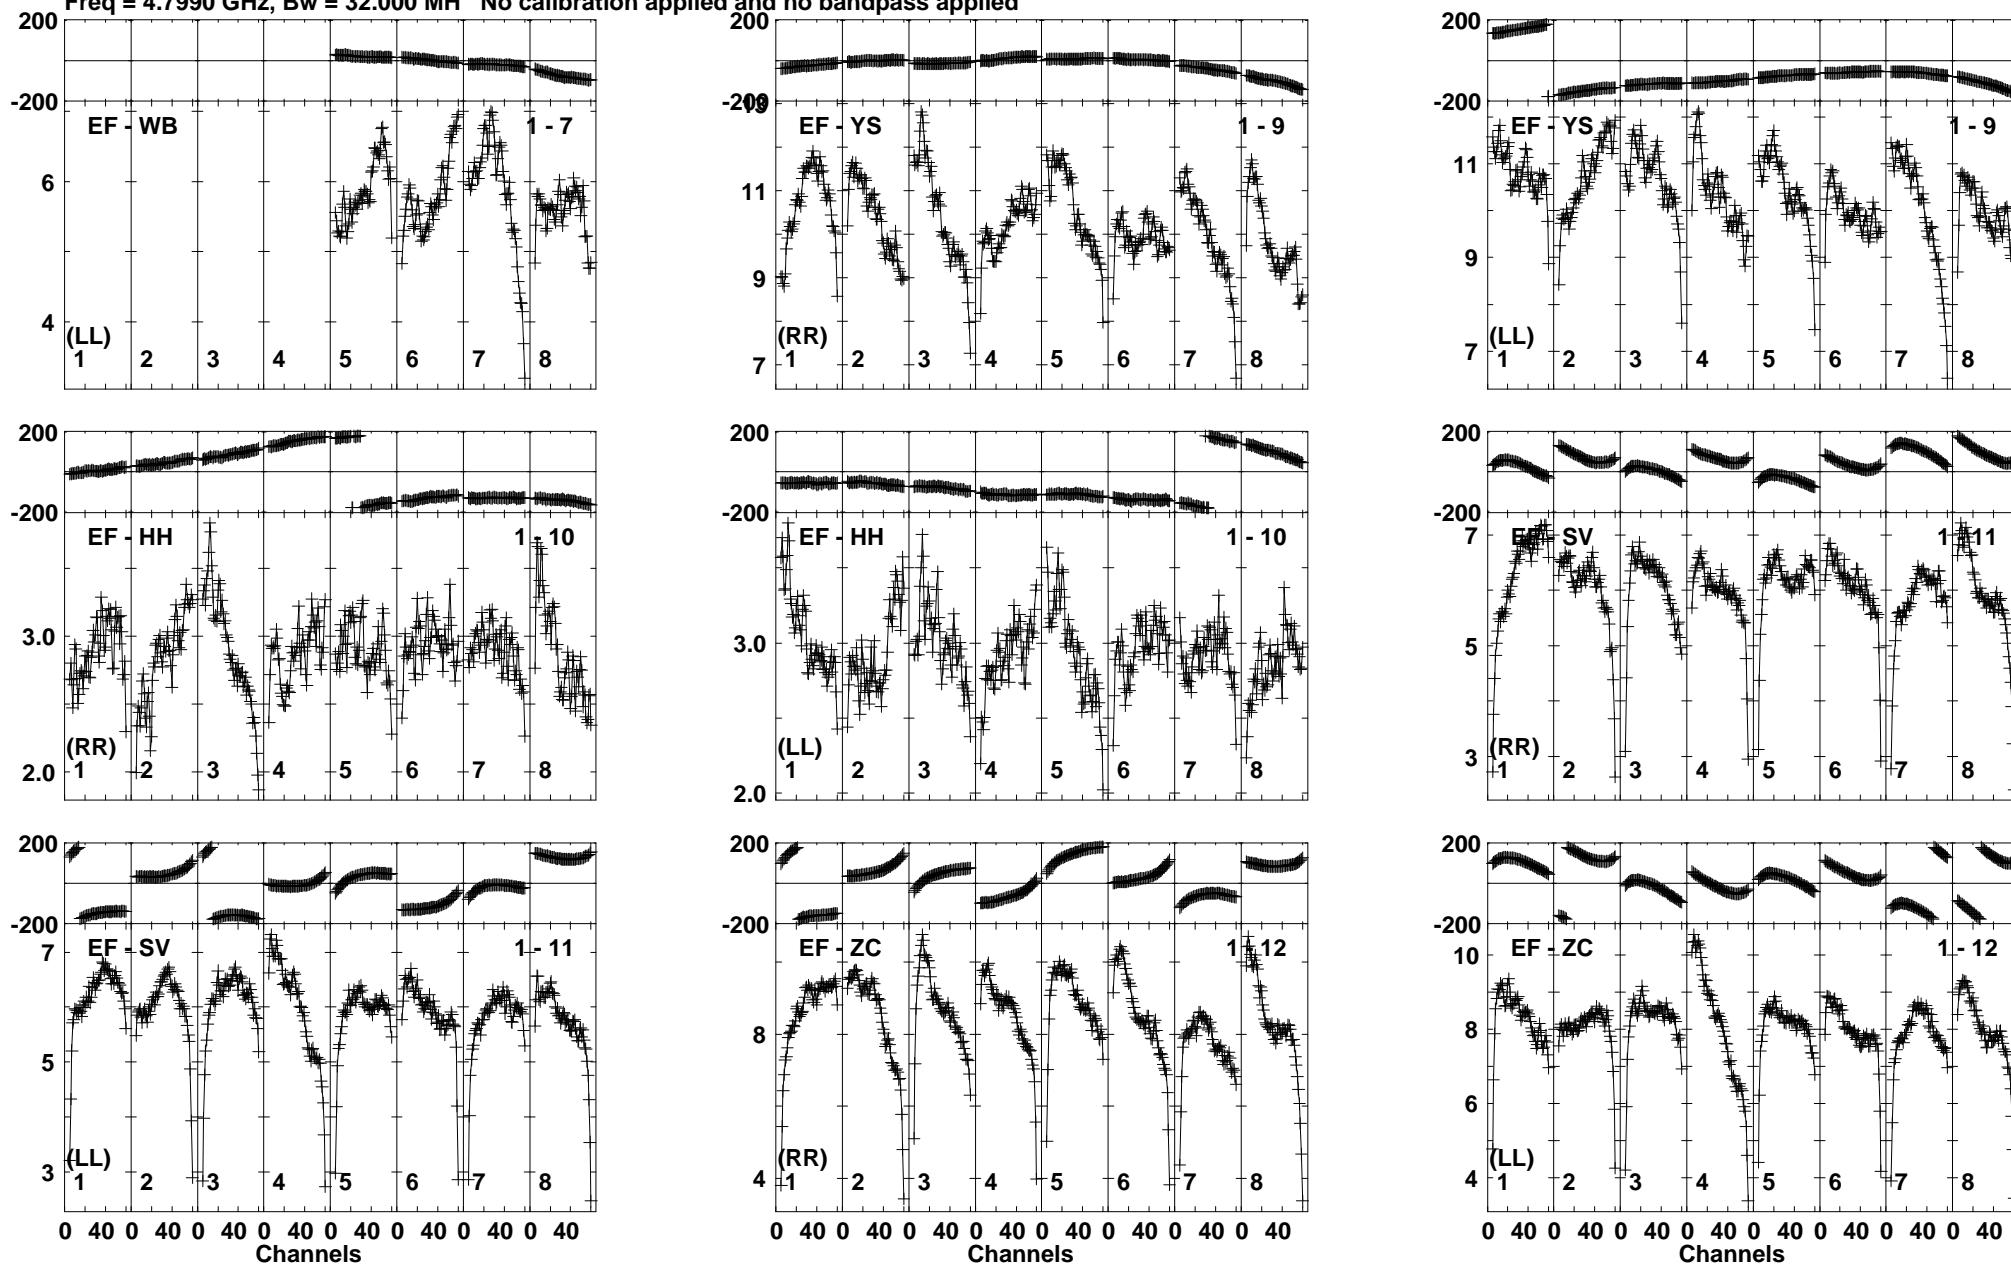 Freq = 4.7990 GHz, Bw = 32.000 MH No calibration applied and no bandpass applied
200
-200
EF - WB 1 - 7
6
4
(LL)
1 2 3 4 5 6 7 8
200
-200
13
EF - YS 1 - 9
11
9
7
(RR)
1 2 3 4 5 6 7 8
200
-200
EF - YS 1 - 9
11
9
7
(LL)
1 2 3 4 5 6 7 8
200
-200
EF - HH 1 - 10
3.0
2.0
(RR)
1 2 3 4 5 6 7 8
200
-200
EF - HH 1 - 10
3.0
2.0
(LL)
1 2 3 4 5 6 7 8
200
-200
EF - SV 1 - 11
7
5
3
(RR)
1 2 3 4 5 6 7 8
200
-200
EF - SV 1 - 11
7
5
3
(LL)
1 2 3 4 5 6 7 8
0 40 0 40 0 40 0 40 0 40 0 40 0 40 0 40
Channels
200
-200
EF - ZC 1 - 12
8
4
(RR)
1 2 3 4 5 6 7 8
0 40 0 40 0 40 0 40 0 40 0 40 0 40 0 40
Channels
200
-200
EF - ZC 1 - 12
10
8
6
4
(LL)
1 2 3 4 5 6 7 8
0 40 0 40 0 40 0 40 0 40 0 40 0 40 0 40
Channels